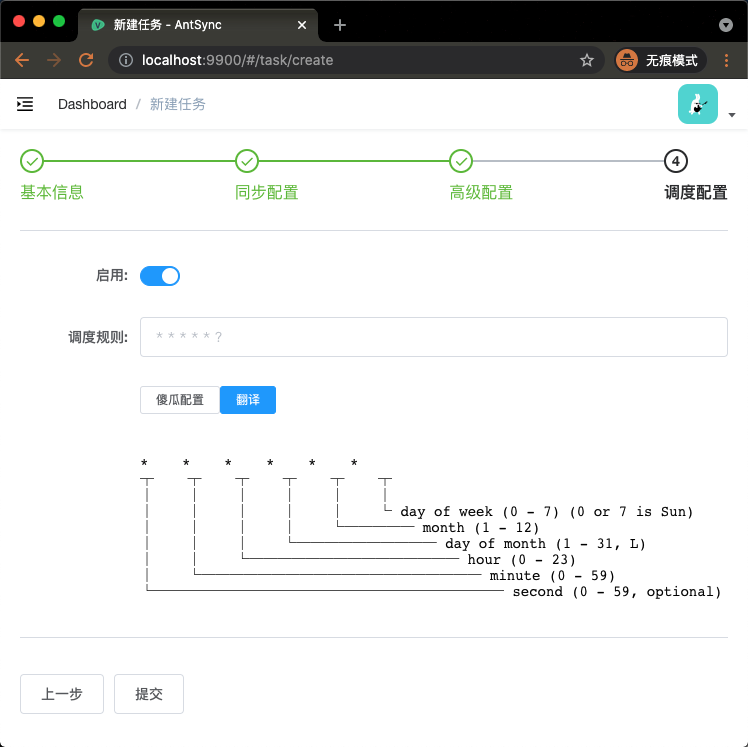 新建任务 - AntSync
localhost:9900/#/task/create
无痕模式
Dashboard / 新建任务
4
基本信息 同步配置 高级配置 调度配置
启用:
调度规则: * * * * * ?
傻瓜配置 翻译
* * * * * *
day of week (0 - 7) (0 or 7 is Sun)
month (1 - 12)
day of month (1 - 31, L)
hour (0 - 23)
minute (0 - 59)
second (0 - 59, optional)
上一步 提交